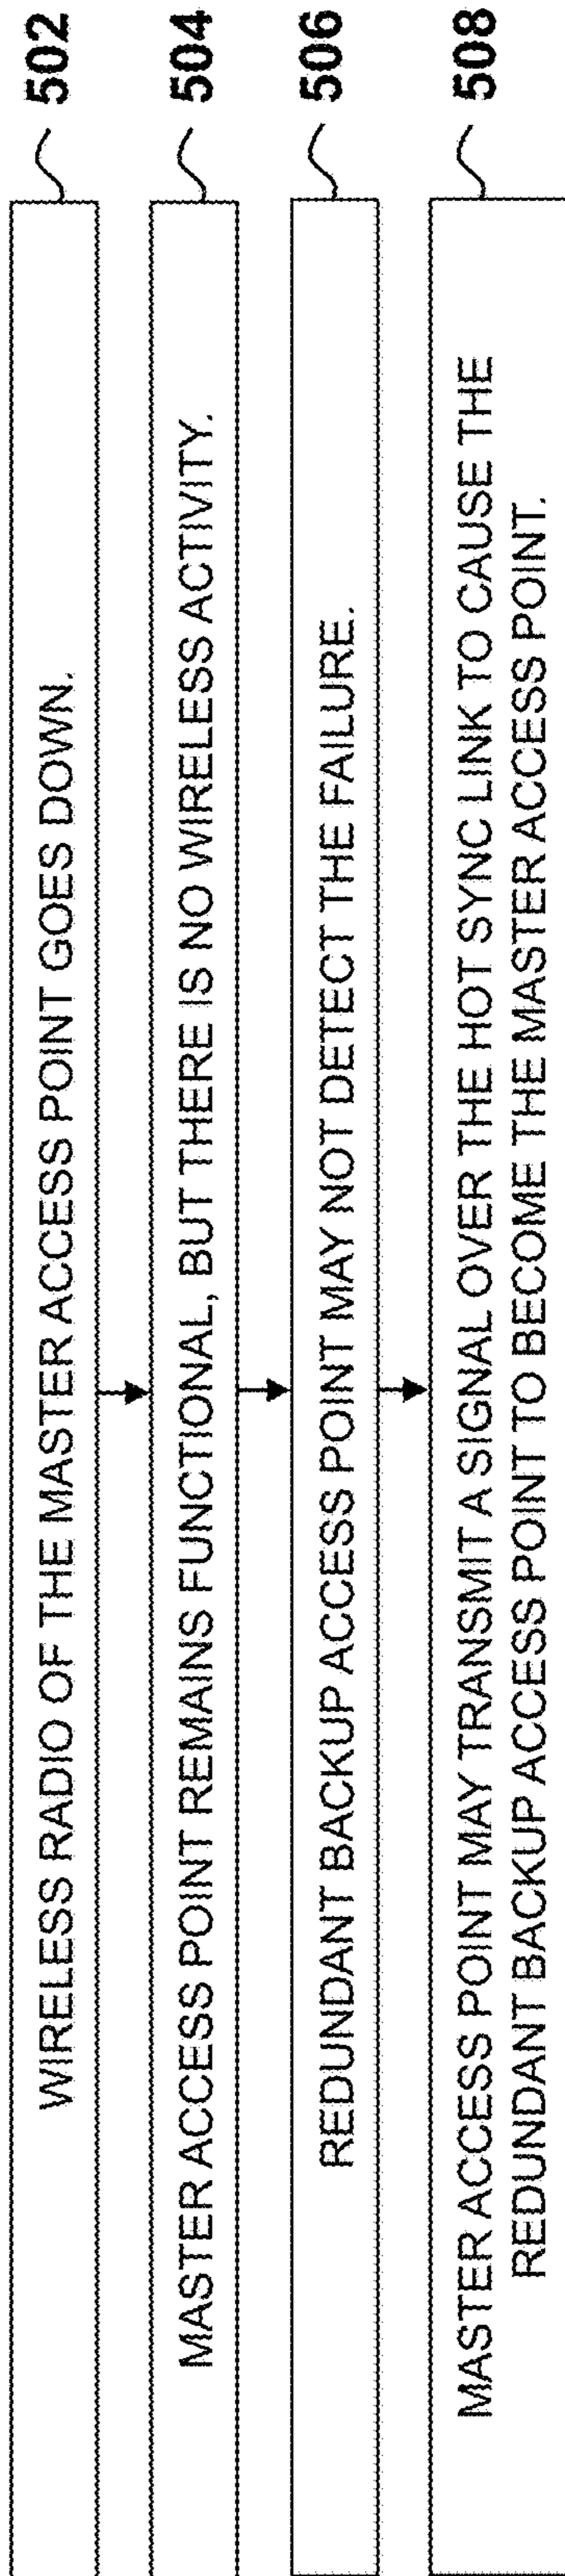 WIRELESS RADIO OF THE MASTER ACCESS POINT GOES DOWN.
502
MASTER ACCESS POINT REMAINS FUNCTIONAL, BUT THERE IS NO WIRELESS ACTIVITY.
504
REDUNDANT BACKUP ACCESS POINT MAY NOT DETECT THE FAILURE.
506
MASTER ACCESS POINT MAY TRANSMIT A SIGNAL OVER THE HOT SYNC LINK TO CAUSE THE
REDUNDANT BACKUP ACCESS POINT TO BECOME THE MASTER ACCESS POINT.
508